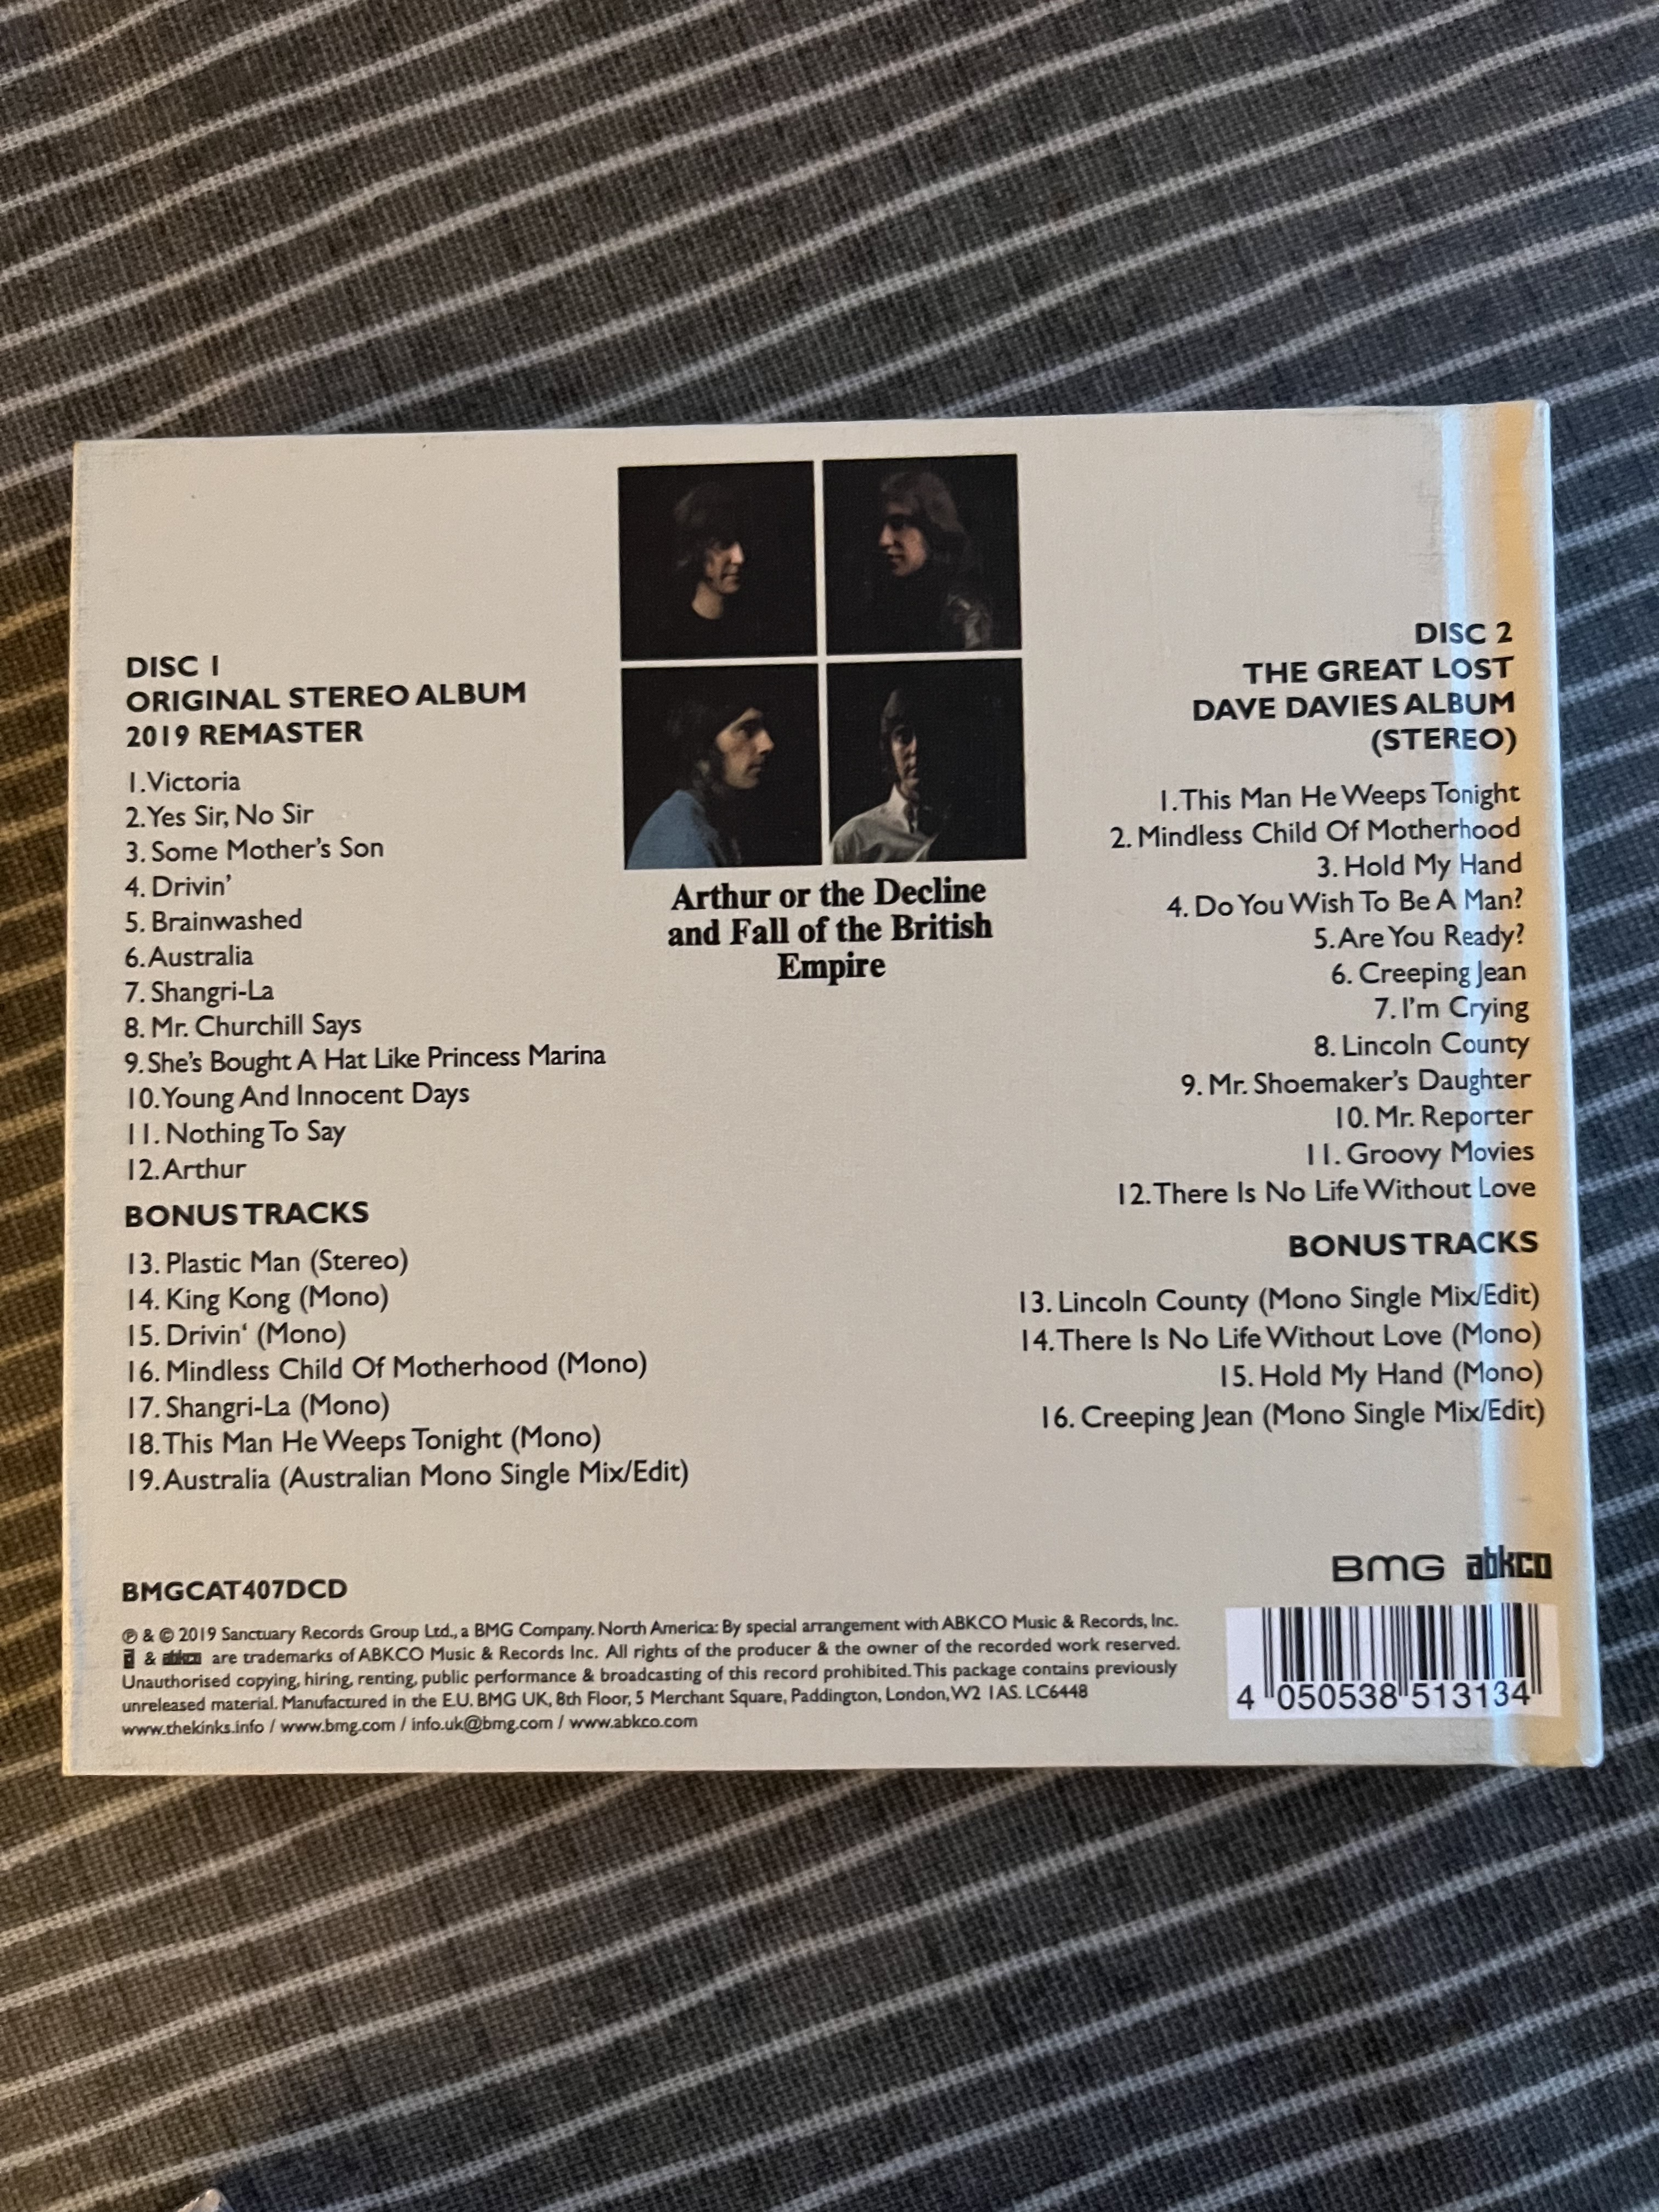 DISC 1
ORIGINAL STEREO ALBUM
2019 REMASTER
1. Victoria
2. Yes Sir, No Sir
3. Some Mother's Son
4. Drivin'
5. Brainwashed
6. Australia
7. Shangri-La
8. Mr. Churchill Says
9. She's Bought A Hat Like Princess Marina
10. Young And Innocent Days
11. Nothing To Say
12. Arthur
BONUS TRACKS
13. Plastic Man (Stereo)
14. King Kong (Mono)
15. Drivin‘ (Mono)
16. Mindless Child Of Motherhood (Mono)
17. Shangri-La (Mono)
18. This Man He Weeps Tonight (Mono)
19. Australia (Australian Mono Single Mix/Edit)
Arthur or the Decline
and Fall of the British
Empire
DISC 2
THE GREAT LOST
DAVE DAVIES ALBUM
(STEREO)
1. This Man He Weeps Tonight
2. Mindless Child Of Motherhood
3. Hold My Hand
4. Do You Wish To Be A Man?
5. Are You Ready?
6. Creeping Jean
7. I'm Crying
8. Lincoln County
9. Mr. Shoemaker's Daughter
10. Mr. Reporter
11. Groovy Movies
12. There Is No Life Without Love
BONUS TRACKS
13. Lincoln County (Mono Single Mix/Edit)
14. There Is No Life Without Love (Mono)
15. Hold My Hand (Mono)
16. Creeping Jean (Mono Single Mix/Edit)
BMGCAT407DCD
℗ & © 2019 Sanctuary Records Group Ltd., a BMG Company. North America: By special arrangement with ABKCO Music & Records, Inc.
& abkco are trademarks of ABKCO Music & Records Inc. All rights of the producer & the owner of the recorded work reserved.
Unauthorised copying, hiring, renting, public performance & broadcasting of this record prohibited. This package contains previously
unreleased material. Manufactured in the E.U. BMG UK, 8th Floor, 5 Merchant Square, Paddington, London, W2 1AS. LC6448
www.thekinks.info / www.bmg.com / info.uk@bmg.com / www.abkco.com
BMG abkco
4 050538 513134